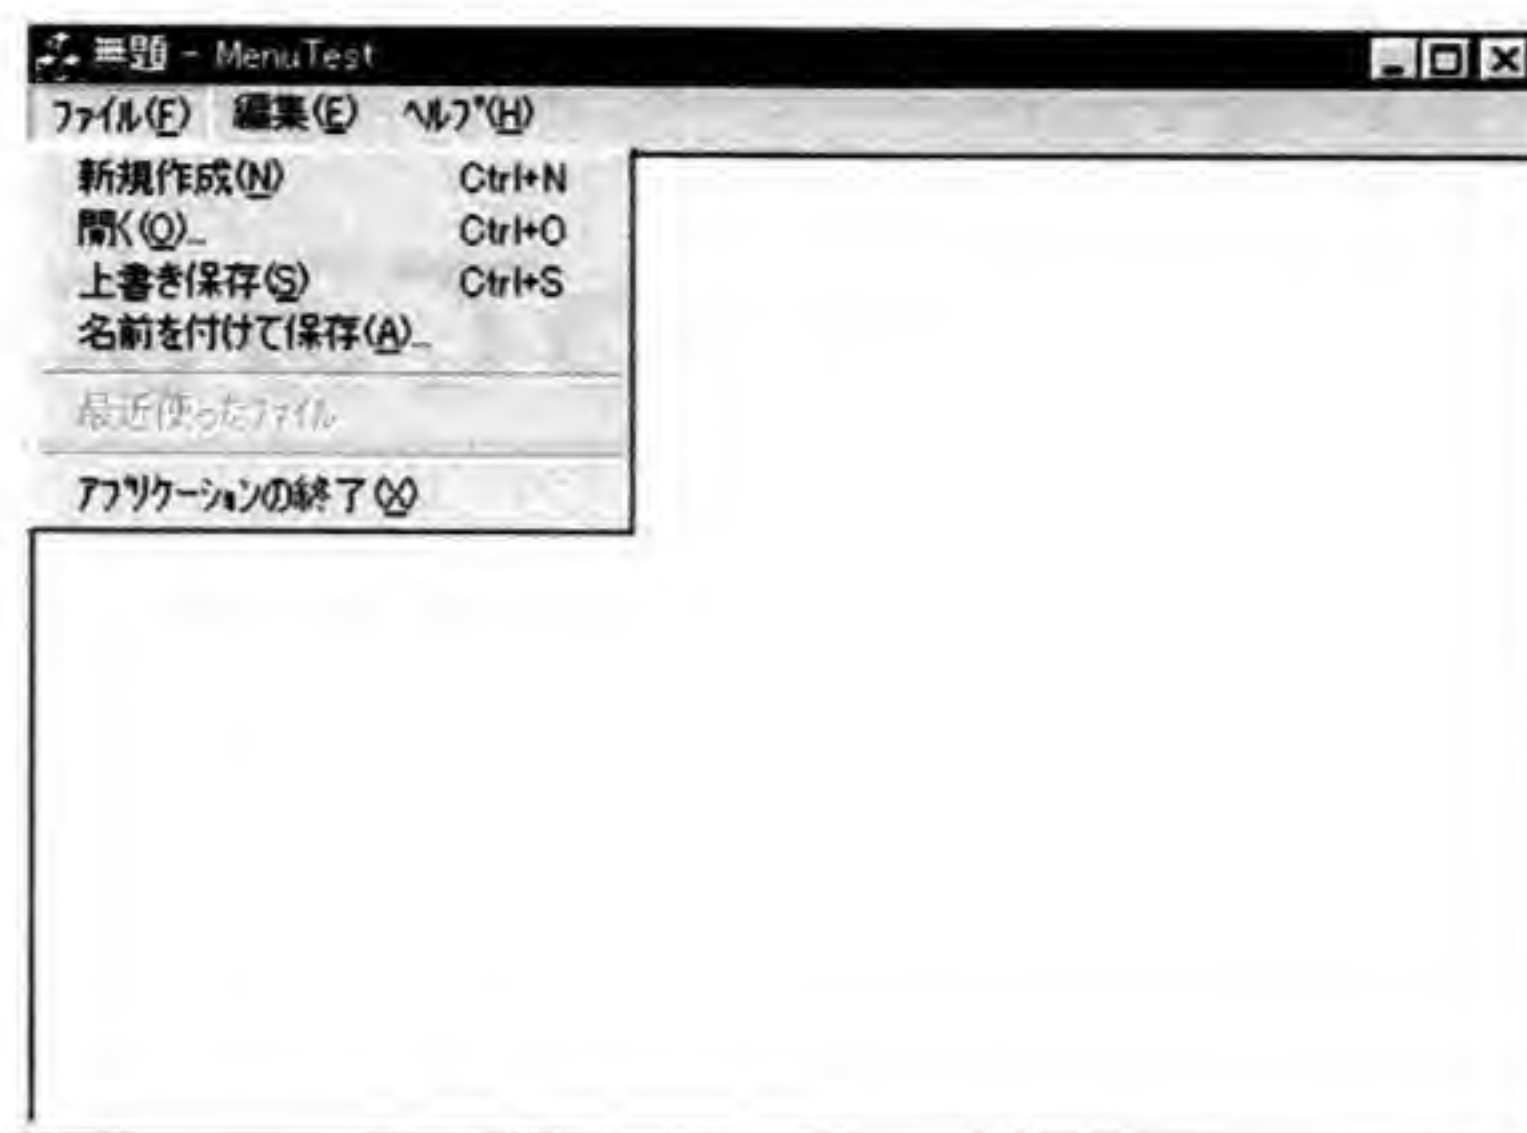 無題 - MenuTest
ファイル(F) 編集(E) ヘルプ(H)
新規作成(N) Ctrl+N
開く(O)...
Ctrl+O
上書き保存(S) Ctrl+S
名前を付けて保存(A)...
最近使ったファイル
アプリケーションの終了(X)